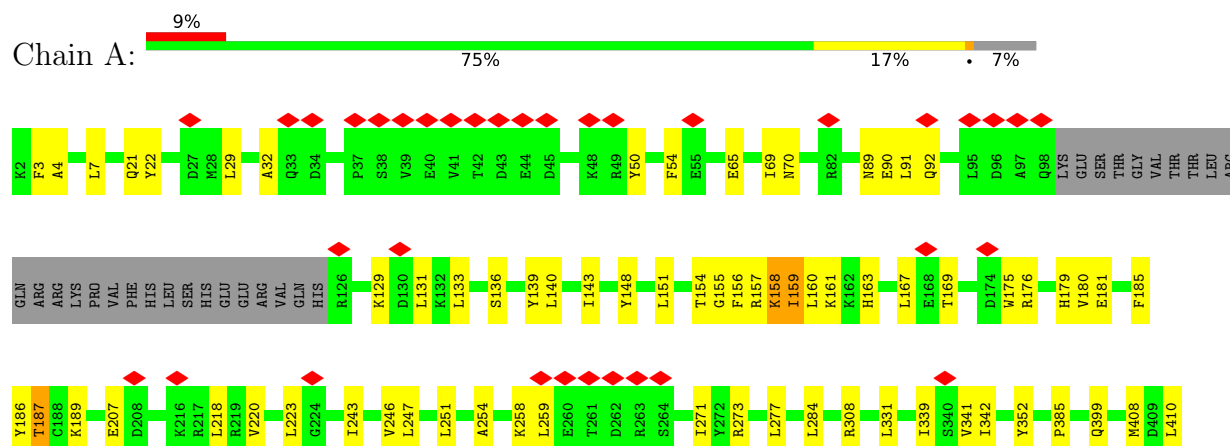 9%
Chain A:
75% 17% • 7%
K2 F3 A4 L7 Q21 Y22 D27 M28 L29 A32 Q33 D34 P37 S38 V39 E40 V41 T42 D43 E44 D45 K48 R49 Y50 F54 E55 E65 I69 N70 R82 N89 E90 L91 Q92 L95 D96 A97 Q98 LYS GLU SER THR GLY VAL THR THR LEU ARG
GLN ARG ARG LYS PRO VAL PHE HIS LEU SER HIS GLU GLU ARG VAL GLN HIS R126 K129 D130 L131 K132 L133 S136 Y139 L140 I143 Y148 L151 T154 G155 F156 R157 K158 I159 L160 K161 K162 H163 L167 E168 T169 D174 W175 R176 H179 V180 E181 F185
Y186 T187 C188 K189 E207 D208 K216 R217 L218 R219 V220 L223 G224 I243 V246 L247 L251 A254 K258 L259 E260 T261 D262 R263 S264 I271 Y272 R273 L277 L284 R308 L331 I339 S340 V341 I342 Y352 P385 Q399 M408 D409 L410